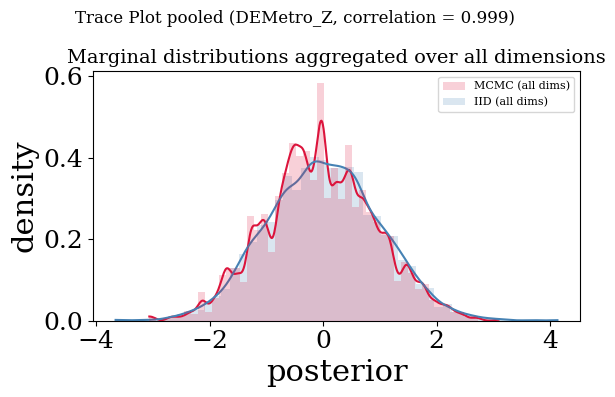 Trace Plot pooled (DEMetro_Z, correlation = 0.999)
Marginal distributions aggregated over all dimensions
MCMC (all dims)
IID (all dims)
density
0.6
0.4
0.2
0.0
−4
−2
0
2
4
posterior